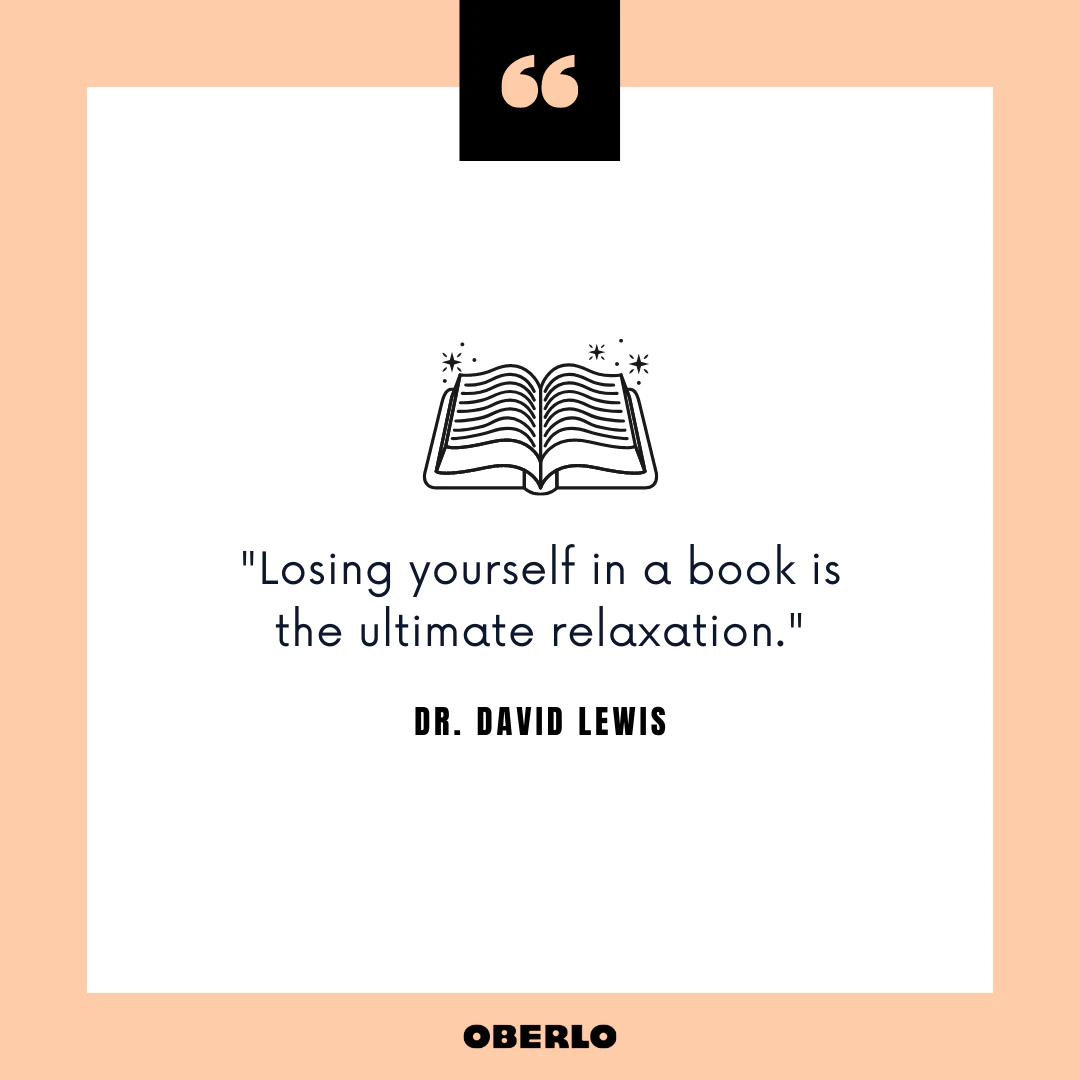 “
"Losing yourself in a book is
the ultimate relaxation."
DR. DAVID LEWIS
OBERLO